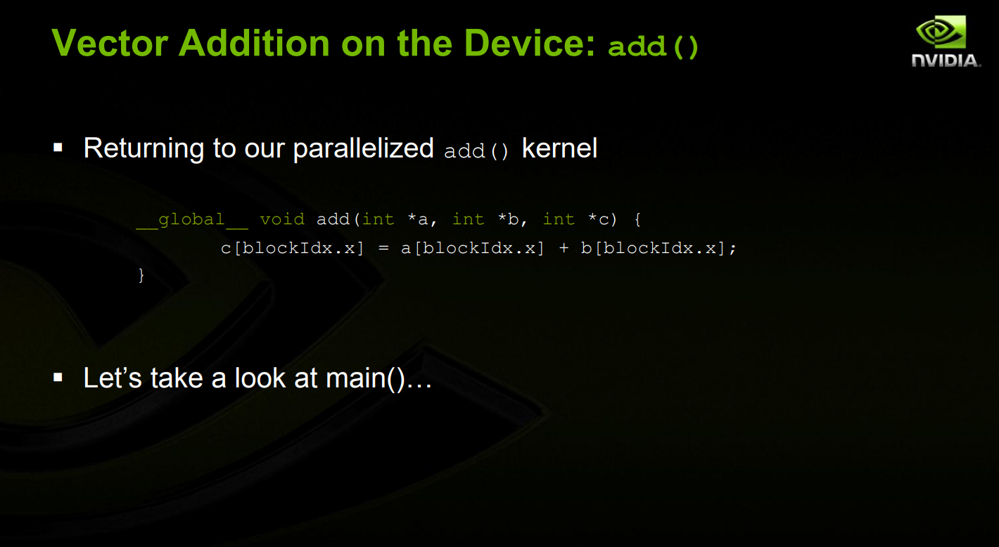 Vector Addition on the Device: add()
NVIDIA.
Returning to our parallelized add() kernel
__global__ void add(int *a, int *b, int *c) {
c[blockIdx.x] = a[blockIdx.x] + b[blockIdx.x];
}
Let’s take a look at main()…